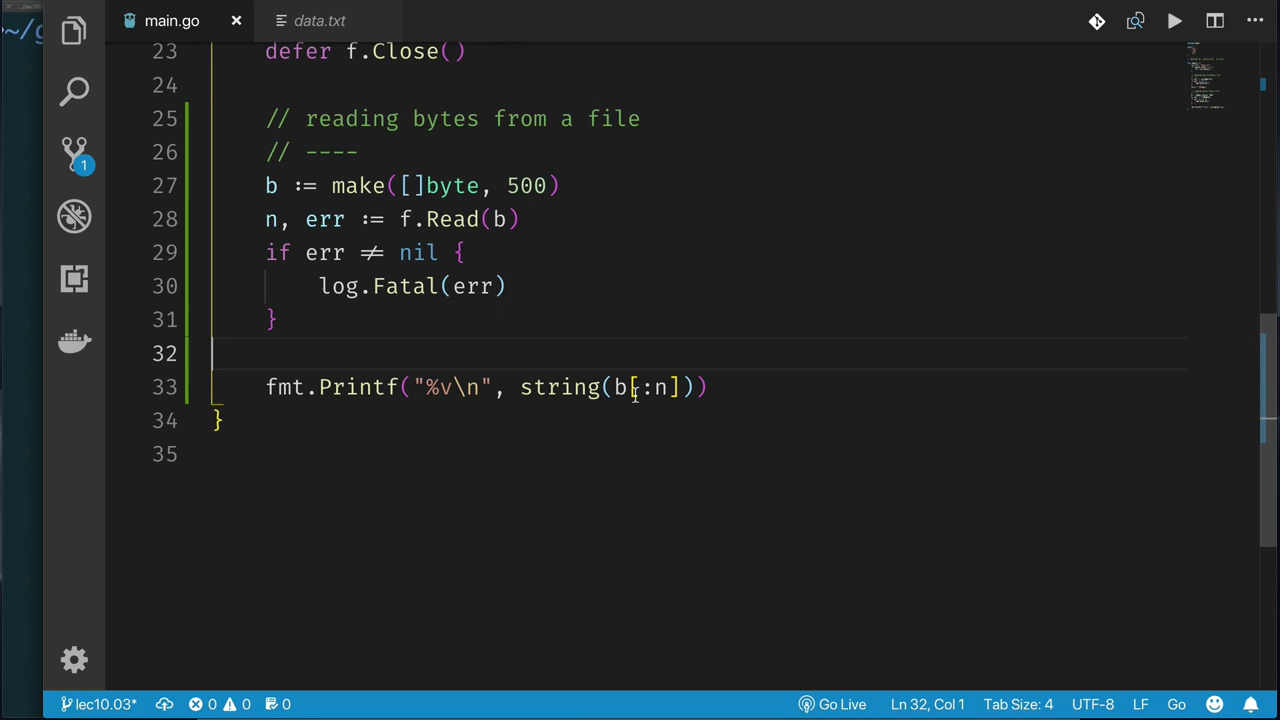 ~/g
main.go
data.txt
23 defer f.Close()
24
25 // reading bytes from a file
26 // ----
27 b := make([]byte, 500)
28 n, err := f.Read(b)
29 if err ≠ nil {
30 log.Fatal(err)
31 }
32
33 fmt.Printf("%v\n", string(b[:n]))
34 }
35
1
lec10.03* 0 0 0 Go Live Ln 32, Col 1 Tab Size: 4 UTF-8 LF Go